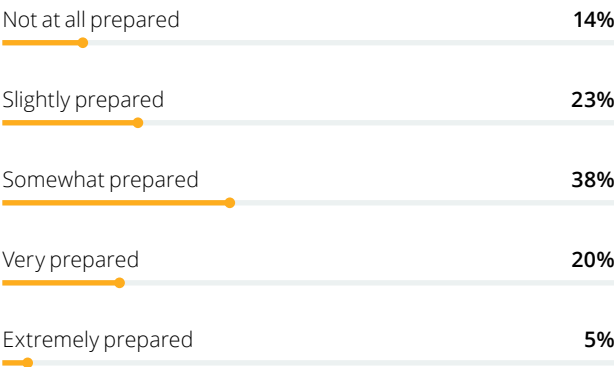 Not at all prepared 14%
Slightly prepared 23%
Somewhat prepared 38%
Very prepared 20%
Extremely prepared 5%